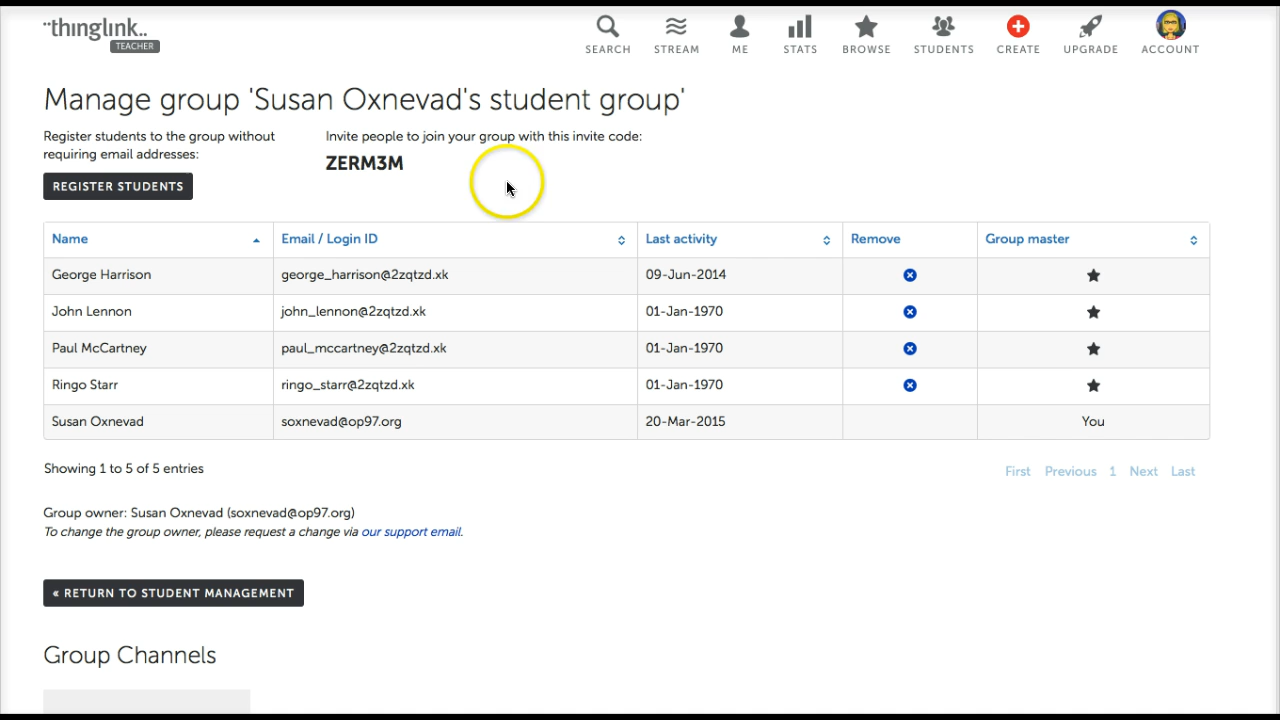 ¨thinglink..
TEACHER
SEARCH STREAM ME STATS BROWSE STUDENTS CREATE UPGRADE ACCOUNT
Manage group 'Susan Oxnevad's student group'
Register students to the group without
requiring email addresses:
REGISTER STUDENTS
Invite people to join your group with this invite code:
ZERM3M
Name Email / Login ID Last activity Remove Group master
George Harrison george_harrison@2zqtzd.xk 09-Jun-2014
John Lennon john_lennon@2zqtzd.xk 01-Jan-1970
Paul McCartney paul_mccartney@2zqtzd.xk 01-Jan-1970
Ringo Starr ringo_starr@2zqtzd.xk 01-Jan-1970
Susan Oxnevad soxnevad@op97.org 20-Mar-2015 You
Showing 1 to 5 of 5 entries
First Previous 1 Next Last
Group owner: Susan Oxnevad (soxnevad@op97.org)
To change the group owner, please request a change via our support email.
« RETURN TO STUDENT MANAGEMENT
Group Channels